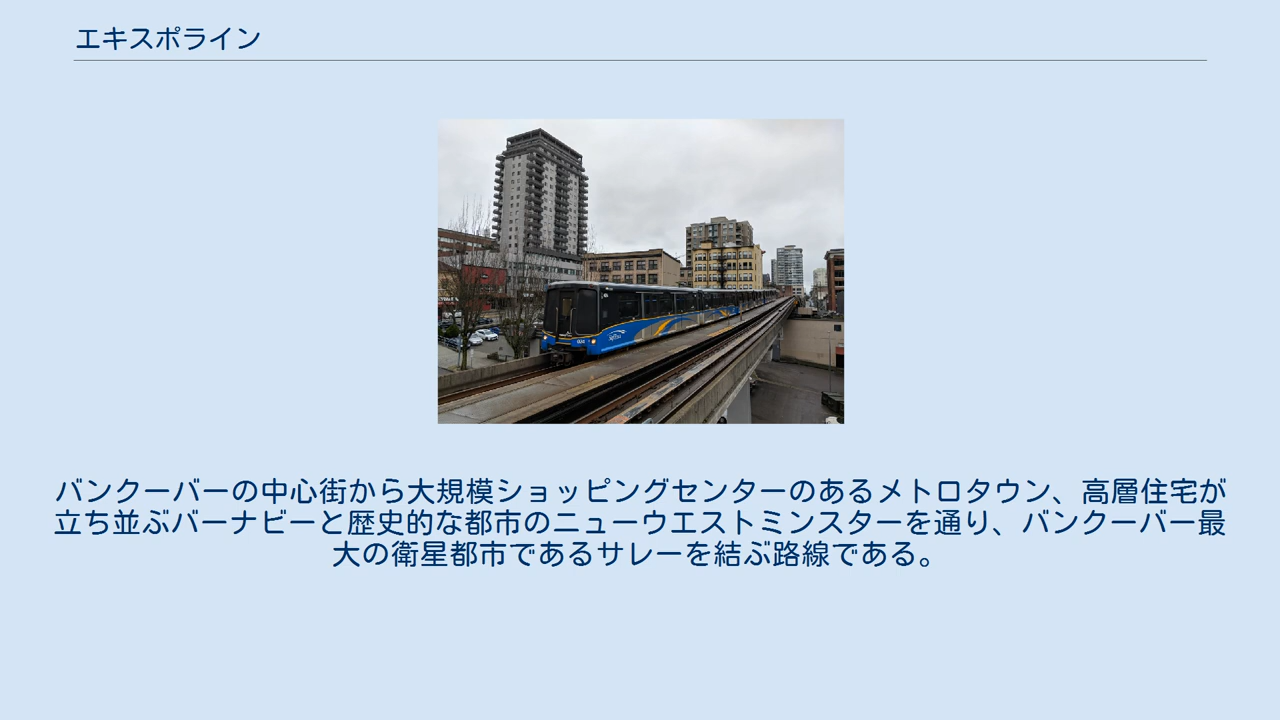 エキスポライン
バンクーバーの中心街から大規模ショッピングセンターのあるメトロタウン、高層住宅が
立ち並ぶバーナビーと歴史的な都市のニューウエストミンスターを通り、バンクーバー最
大の衛星都市であるサレーを結ぶ路線である。